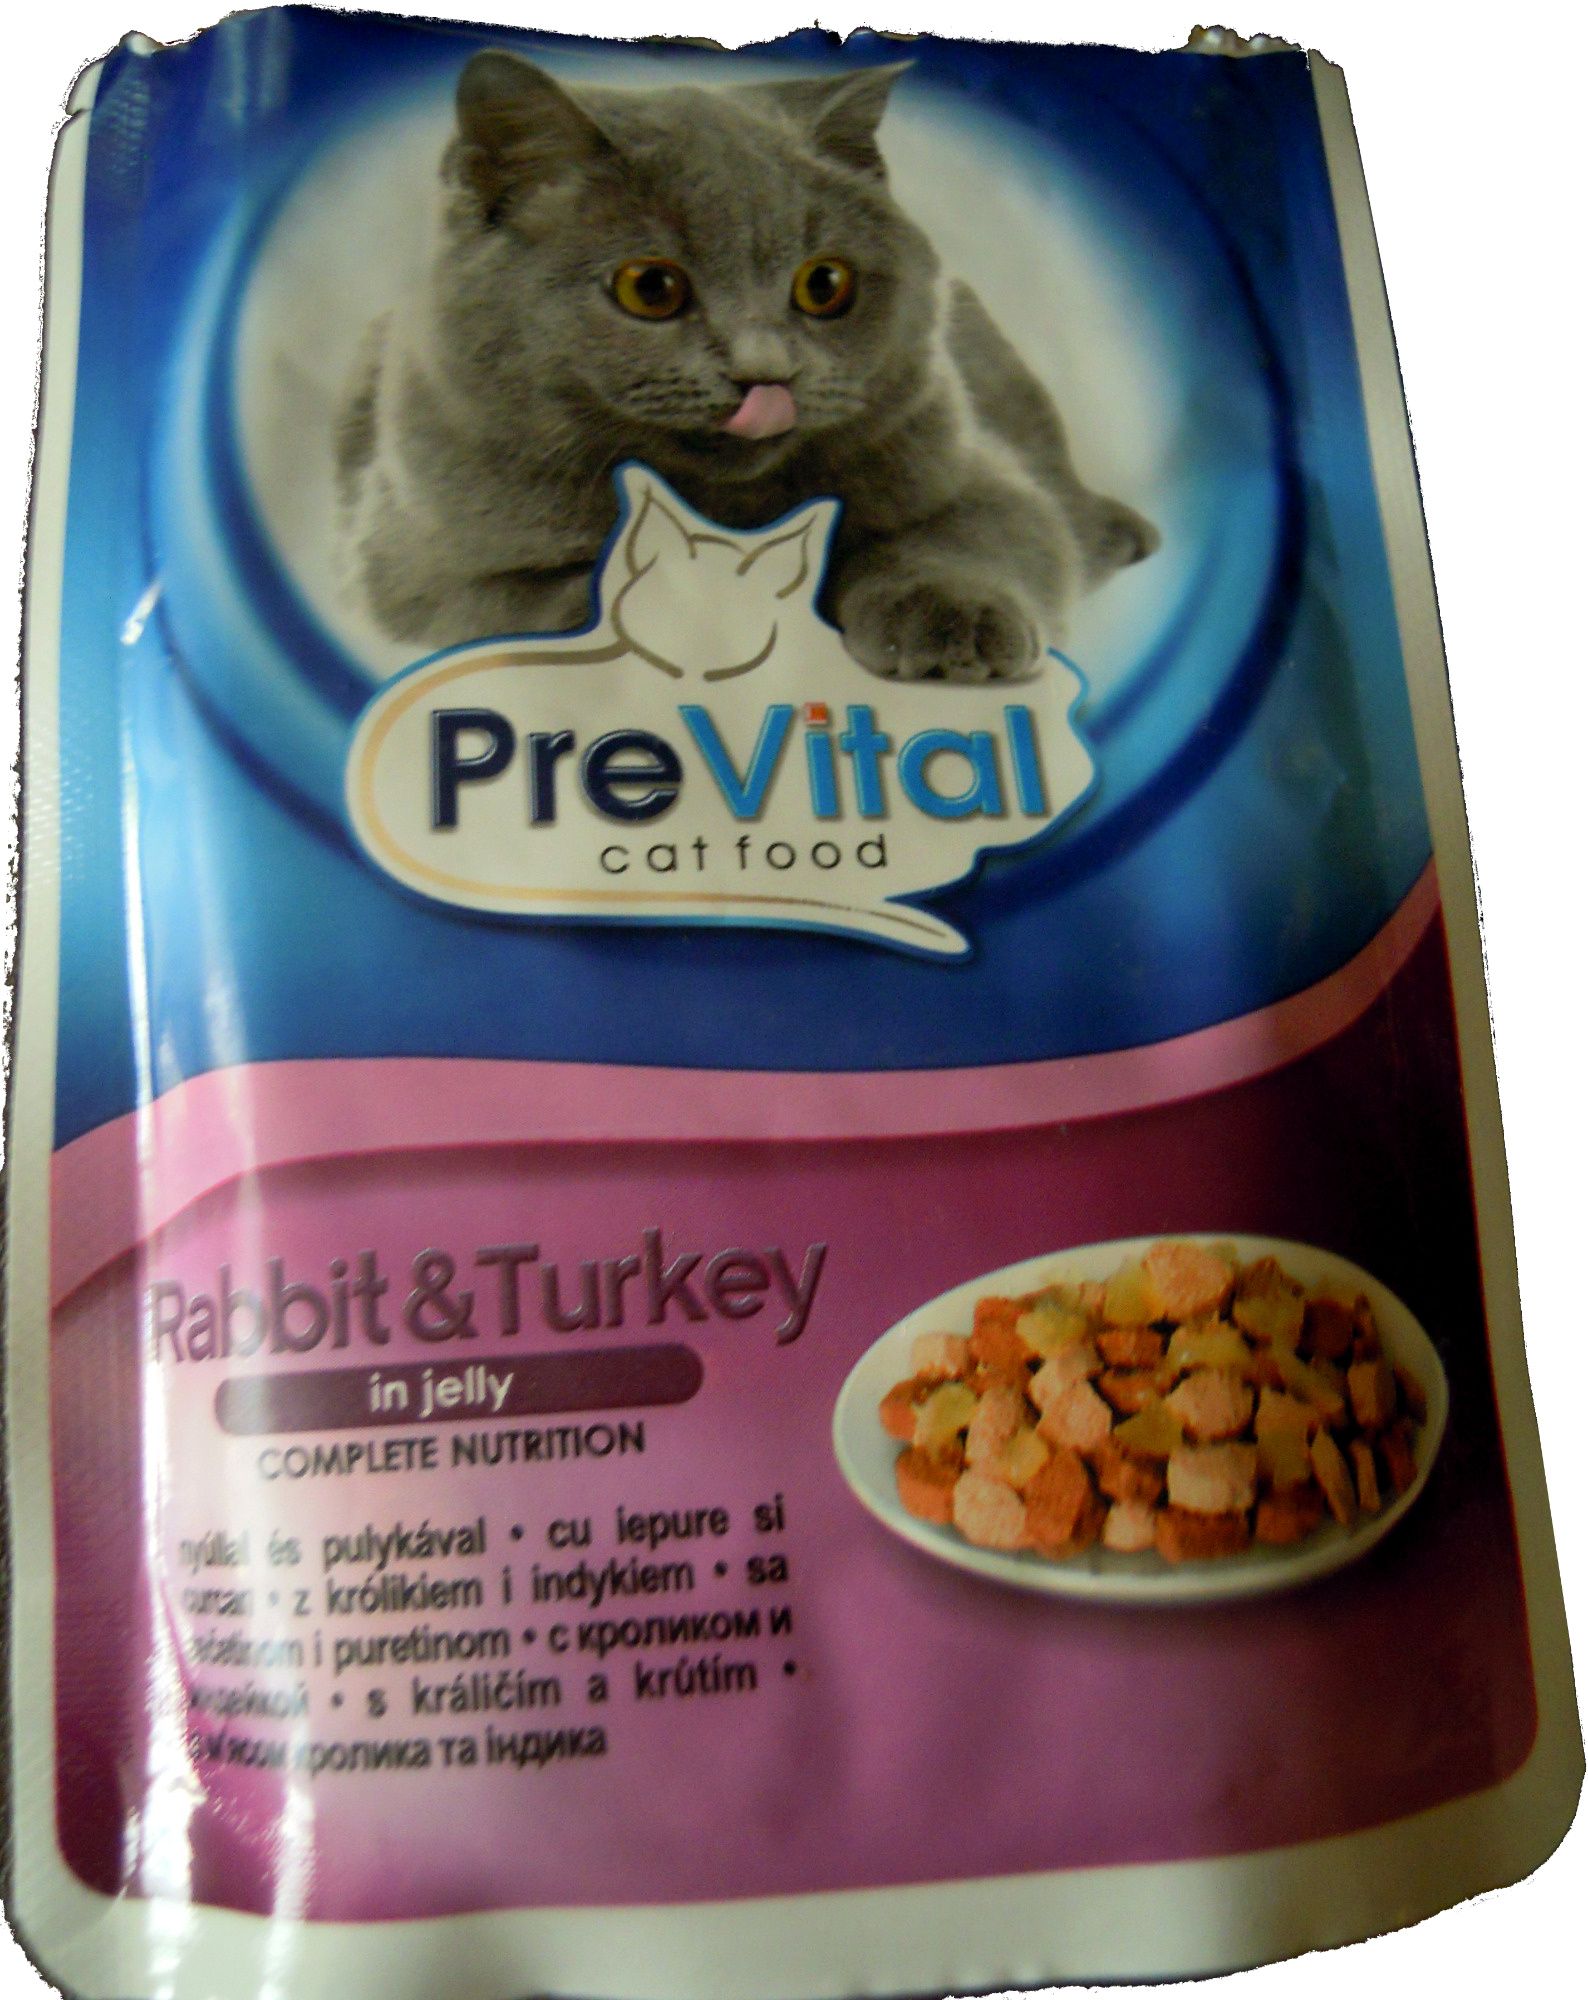 PreVital
cat food
Rabbit & Turkey
in jelly
COMPLETE NUTRITION
nyúllal és pulykával • cu iepure si
curcan • z królikiem i indykiem • sa
i puretinom • с кроликом и
• s králičím a krůtím •
кролика та індика